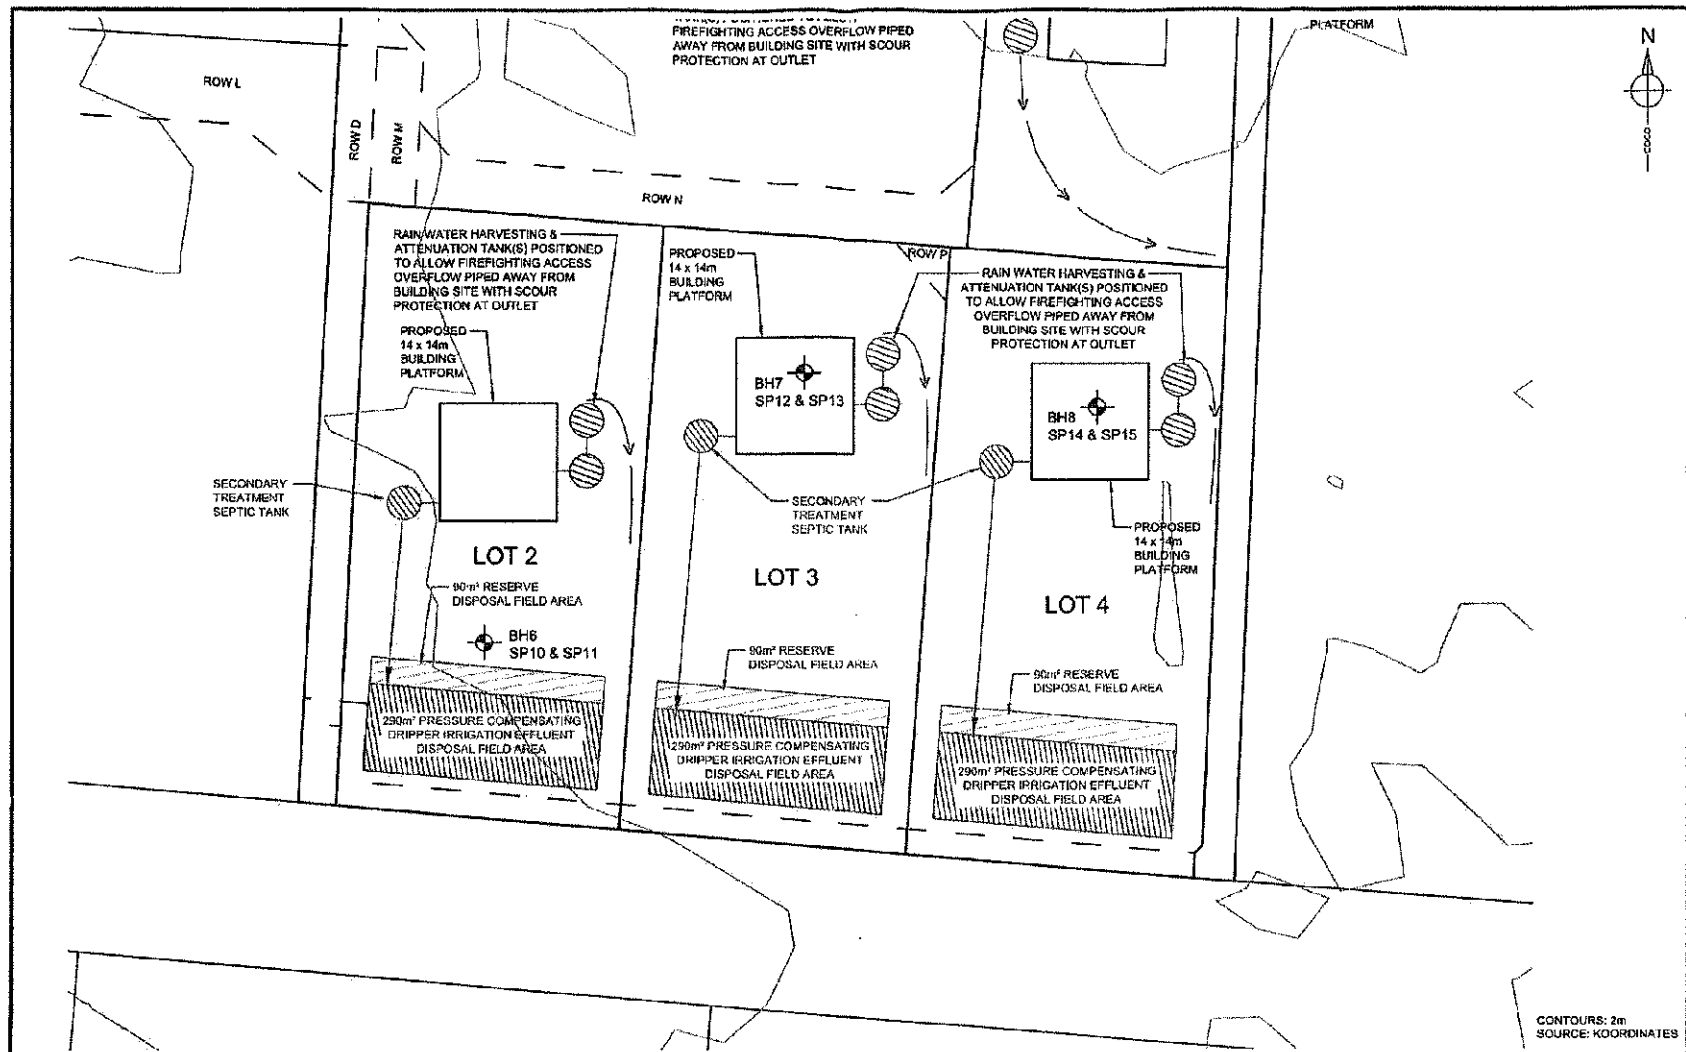 FIREFIGHTING ACCESS OVERFLOW PIPED
AWAY FROM BUILDING SITE WITH SCOUR
PROTECTION AT OUTLET
PLATFORM
N
ROW L
ROW D
ROW M
ROW N
ROW P
RAIN WATER HARVESTING &
ATTENUATION TANK(S) POSITIONED
TO ALLOW FIREFIGHTING ACCESS
OVERFLOW PIPED AWAY FROM
BUILDING SITE WITH SCOUR
PROTECTION AT OUTLET
PROPOSED
14 x 14m
BUILDING
PLATFORM
PROPOSED
14 x 14m
BUILDING
PLATFORM
RAIN WATER HARVESTING &
ATTENUATION TANK(S) POSITIONED
TO ALLOW FIREFIGHTING ACCESS
OVERFLOW PIPED AWAY FROM
BUILDING SITE WITH SCOUR
PROTECTION AT OUTLET
BH7
SP12 & SP13
BH8
SP14 & SP15
SECONDARY
TREATMENT
SEPTIC TANK
SECONDARY
TREATMENT
SEPTIC TANK
PROPOSED
14 x 14m
BUILDING
PLATFORM
LOT 2
LOT 3
LOT 4
90m² RESERVE
DISPOSAL FIELD AREA
BH6
SP10 & SP11
90m² RESERVE
DISPOSAL FIELD AREA
90m² RESERVE
DISPOSAL FIELD AREA
290m² PRESSURE COMPENSATING
DRIPPER IRRIGATION EFFLUENT
DISPOSAL FIELD AREA
290m² PRESSURE COMPENSATING
DRIPPER IRRIGATION EFFLUENT
DISPOSAL FIELD AREA
290m² PRESSURE COMPENSATING
DRIPPER IRRIGATION EFFLUENT
DISPOSAL FIELD AREA
CONTOURS: 2m
SOURCE: KOORDINATES